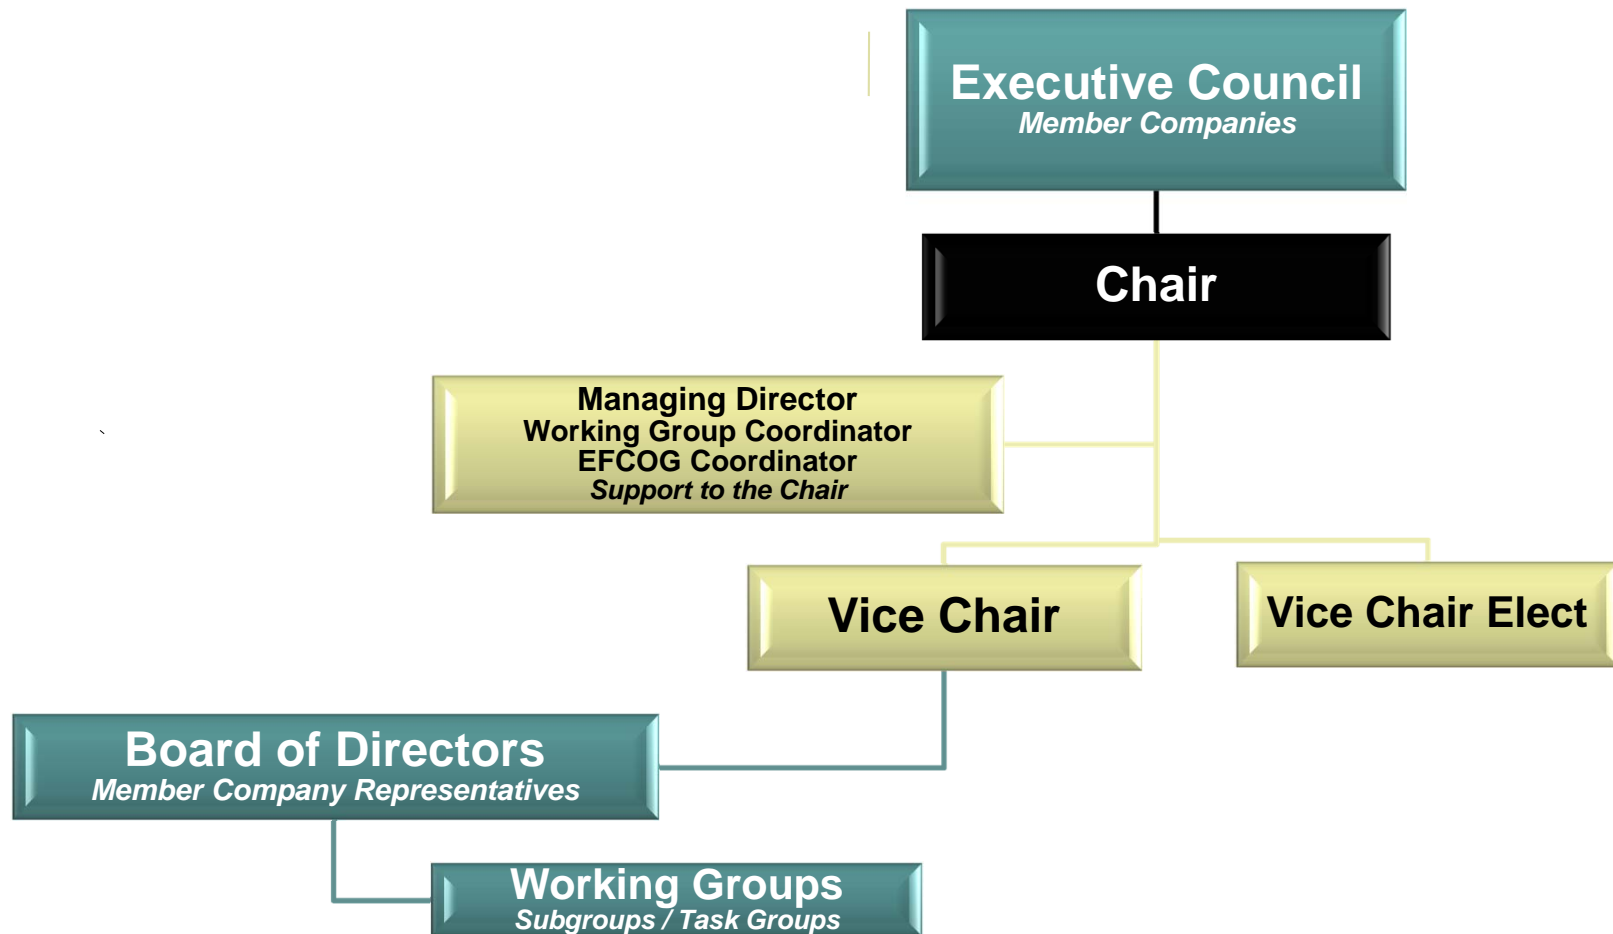 Executive Council
Member Companies
Chair
Managing Director
Working Group Coordinator
EFCOG Coordinator
Support to the Chair
Vice Chair
Vice Chair Elect
Board of Directors
Member Company Representatives
Working Groups
Subgroups / Task Groups